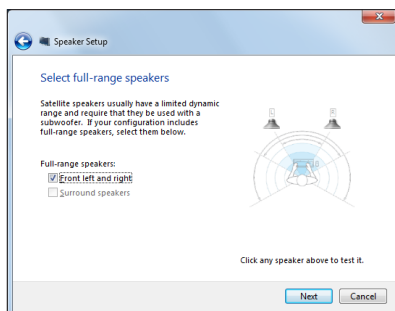 Speaker Setup
Select full-range speakers
Satellite speakers usually have a limited dynamic
range and require that they be used with a
subwoofer.  If your configuration includes
full-range speakers, select them below.
L R
Full-range speakers:
Front left and right
Surround speakers
Click any speaker above to test it.
Next Cancel